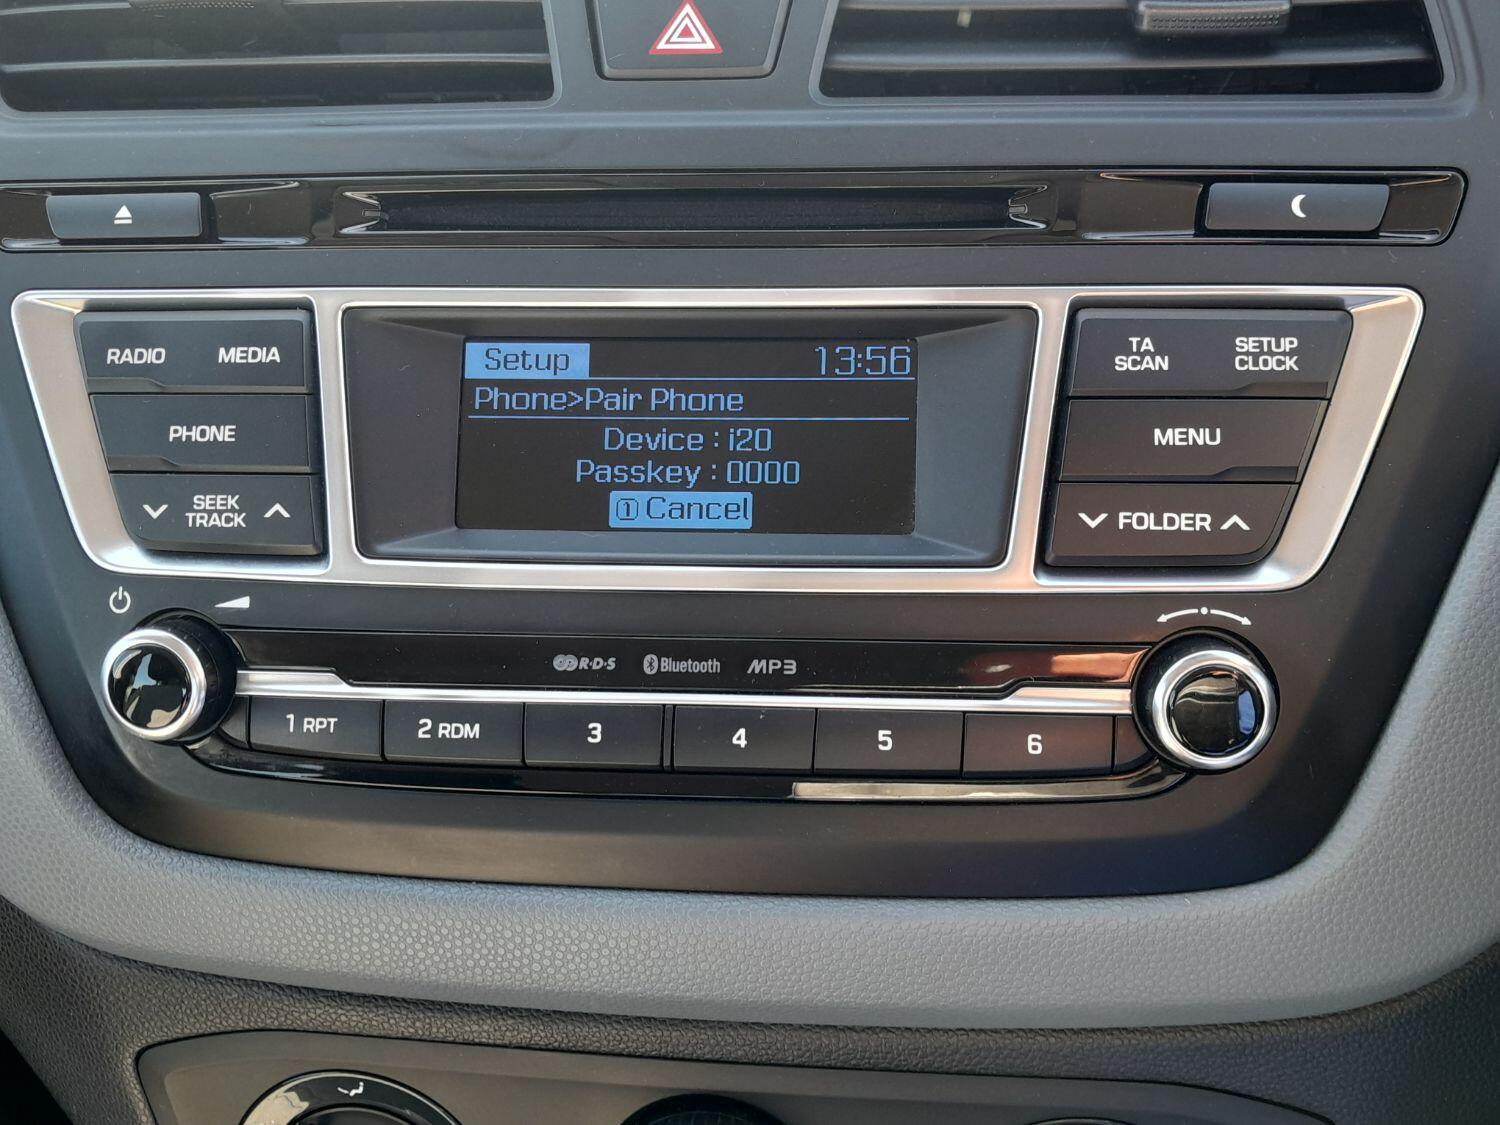 RADIO MEDIA
PHONE
SEEK
TRACK
Setup 13:56
Phone>Pair Phone
Device : i20
Passkey : 0000
1 Cancel
TA
SCAN
SETUP
CLOCK
MENU
FOLDER
R·D·S Bluetooth MP3
1 RPT 2 RDM 3 4 5 6